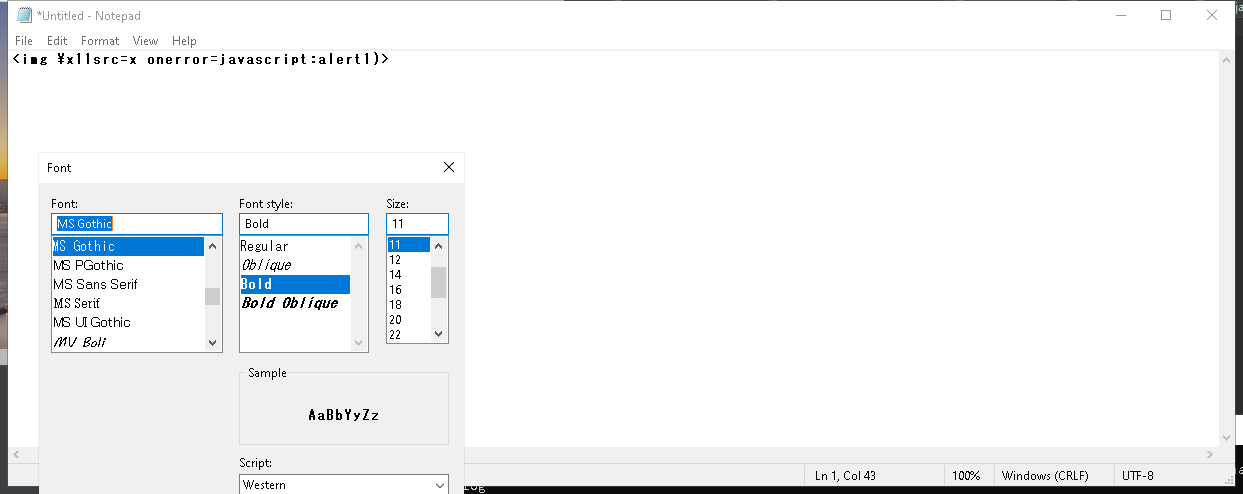 *Untitled - Notepad
File Edit Format View Help
<img ¥x11src=x onerror=javascript:alert1)>
Font
Font: Font style: Size:
MS Gothic Bold 11
MS Gothic Regular 11
MS PGothic Oblique 12
MS Sans Serif Bold 14
MS Serif Bold Oblique 16
MS UI Gothic 18
MV Boli 20
22
Sample
AaBbYyZz
Script:
Western
Ln 1, Col 43 100% Windows (CRLF) UTF-8